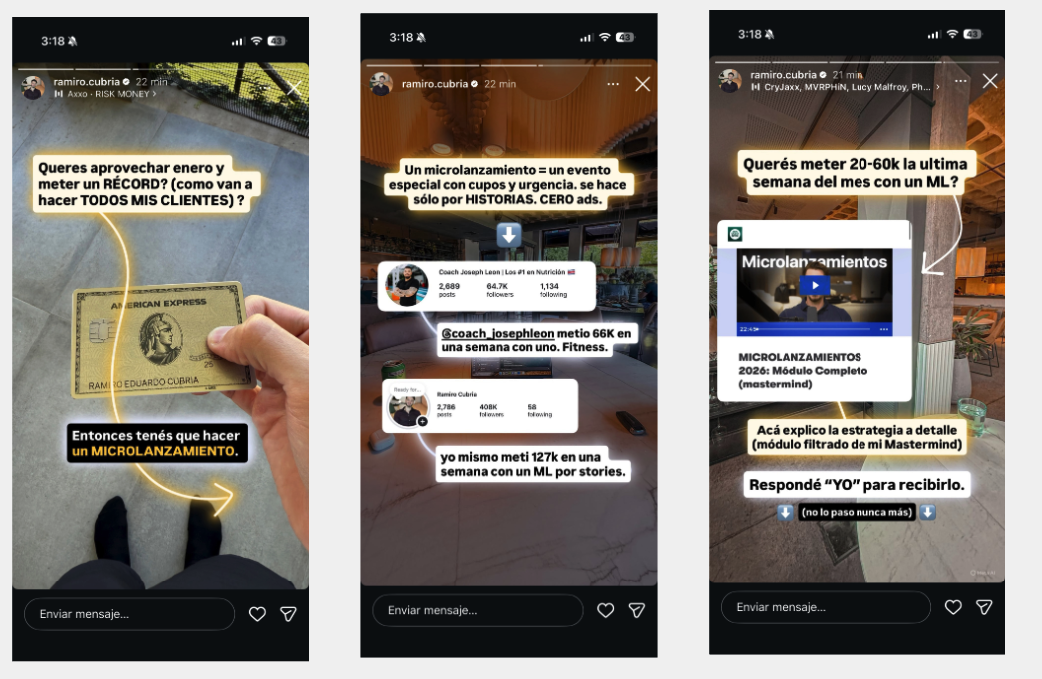 3:18
43
ramiro.cubria 22 min
Axxo · RISK MONEY >
Queres aprovechar enero y
meter un RÉCORD? (como van a
hacer TODOS MIS CLIENTES) ?
AMERICAN EXPRESS
25
RAMIRO EDUARDO CUBRIA
Entonces tenés que hacer
un MICROLANZAMIENTO.
Enviar mensaje...
3:18
43
ramiro.cubria 22 min
Un microlanzamiento = un evento
especial con cupos y urgencia. se hace
sólo por HISTORIAS. CERO ads.
Coach Joseph Leon | Los #1 en Nutrición
2,689 64.7K 1,134
posts followers following
@coach_josephleon metio 66K en
una semana con uno. Fitness.
Ready for...
Ramiro Cubria
2,786 408K 58
posts followers following
yo mismo meti 127k en una
semana con un ML por stories.
Enviar mensaje...
3:18
43
ramiro.cubria 21 min
CryJaxx, MVRPHiN, Lucy Malfroy, Ph... >
Querés meter 20-60k la ultima
semana del mes con un ML?
Microlanzamientos
22:43
MICROLANZAMIENTOS
2026: Módulo Completo
(mastermind)
Acá explico la estrategia a detalle
(módulo filtrado de mi Mastermind)
Respondé “YO” para recibirlo.
(no lo paso nunca más)
Enviar mensaje...